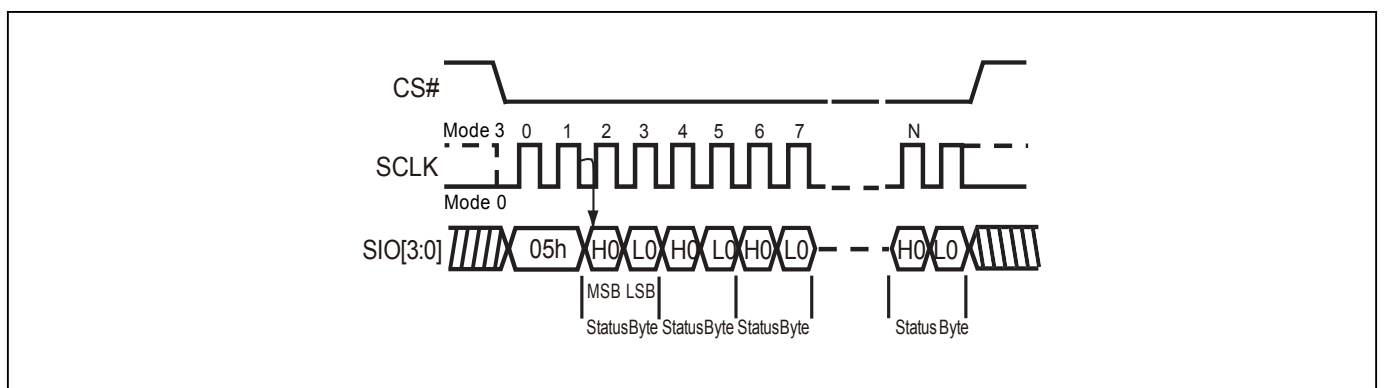 CS#
Mode 3 0 1 2 3 4 5 6 7 N
SCLK
Mode 0
SIO[3:0] 05h H0 L0 H0 L0 H0 L0 H0 L0
MSB LSB
StatusByte StatusByte StatusByte Status Byte